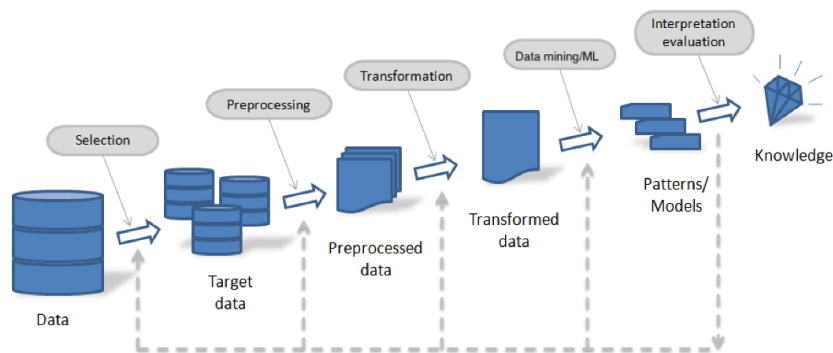 Interpretation
evaluation
Data mining/ML
Transformation
Preprocessing
Selection
Knowledge
Patterns/
Models
Transformed
data
Preprocessed
data
Target
data
Data